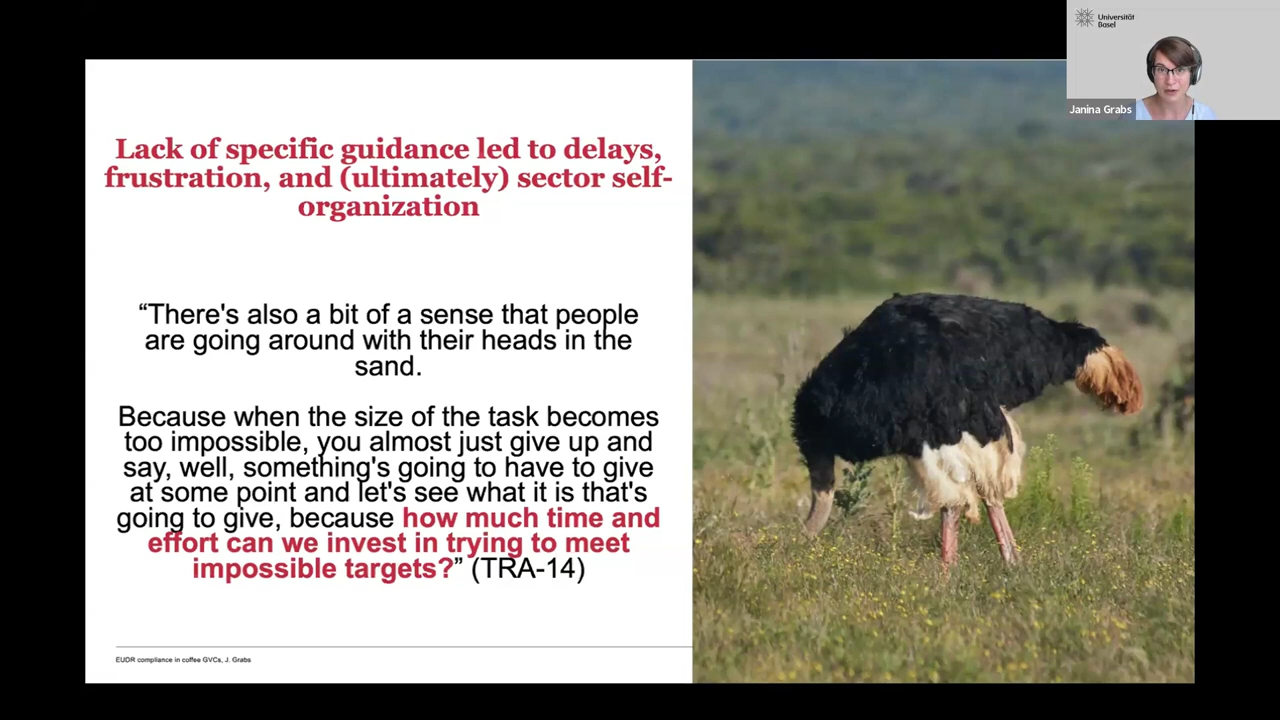 Universität
Basel
Janina Grabs
Lack of specific guidance led to delays,
frustration, and (ultimately) sector self-
organization
“There's also a bit of a sense that people
are going around with their heads in the
sand.
Because when the size of the task becomes
too impossible, you almost just give up and
say, well, something's going to have to give
at some point and let's see what it is that's
going to give, because how much time and
effort can we invest in trying to meet
impossible targets?” (TRA-14)
EUDR compliance in coffee GVCs, J. Grabs